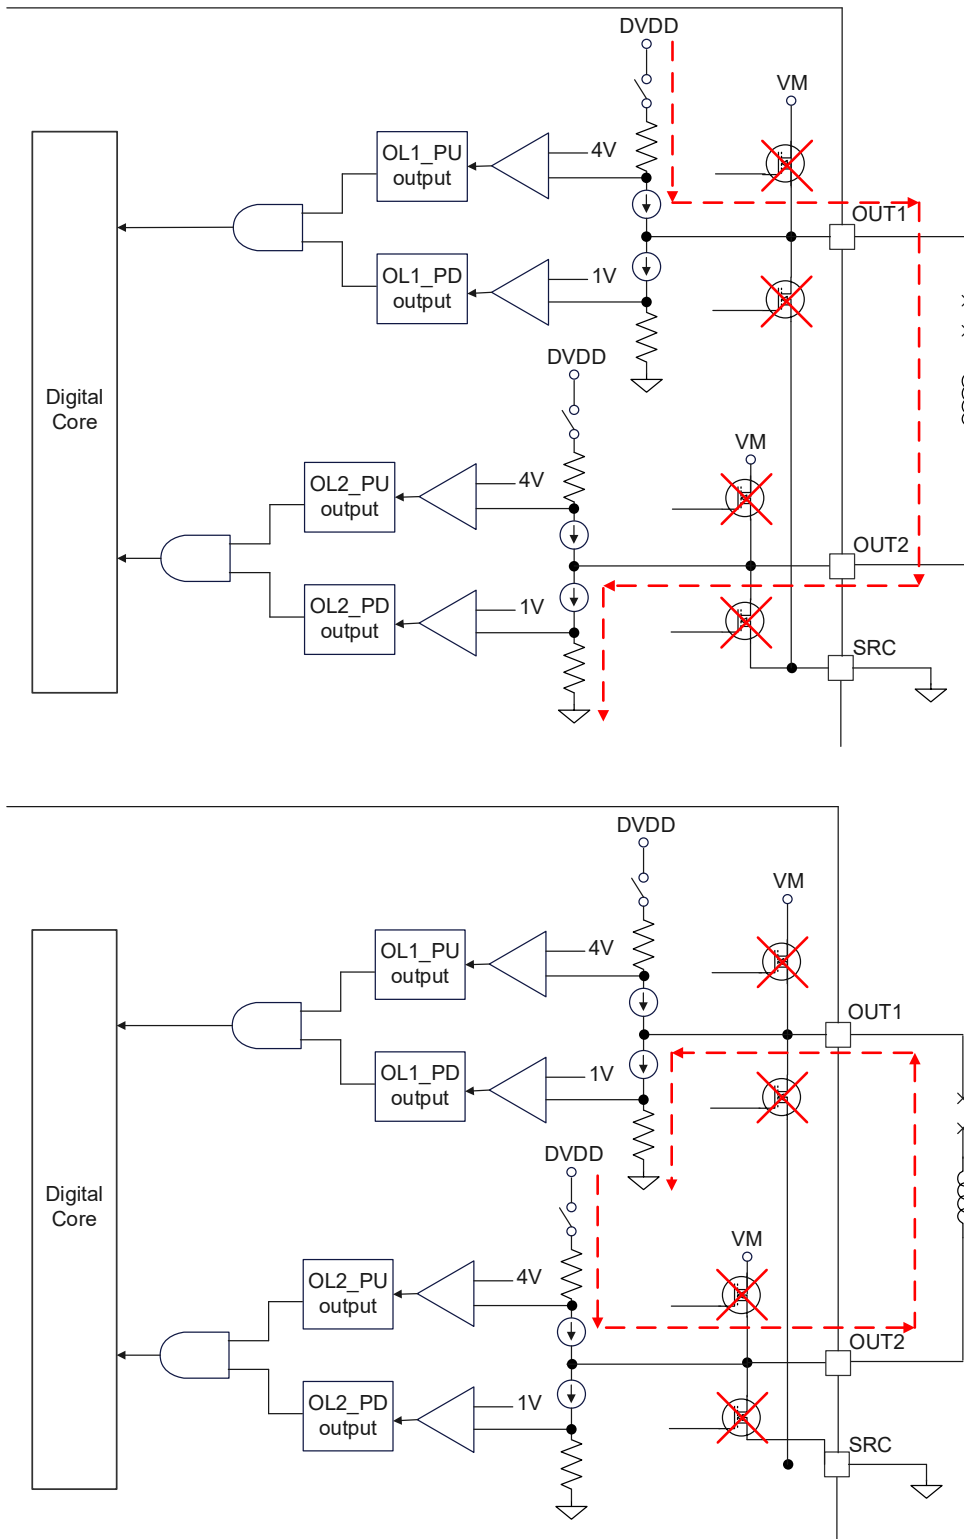 DVDD
VM
OL1_PU
output
4V
OUT1
OL1_PD
output
1V
DVDD
Digital
Core
VM
OL2_PU
output
4V
OUT2
OL2_PD
output
1V
SRC
DVDD
VM
OL1_PU
output
4V
OUT1
OL1_PD
output
1V
DVDD
Digital
Core
VM
OL2_PU
output
4V
OUT2
OL2_PD
output
1V
SRC